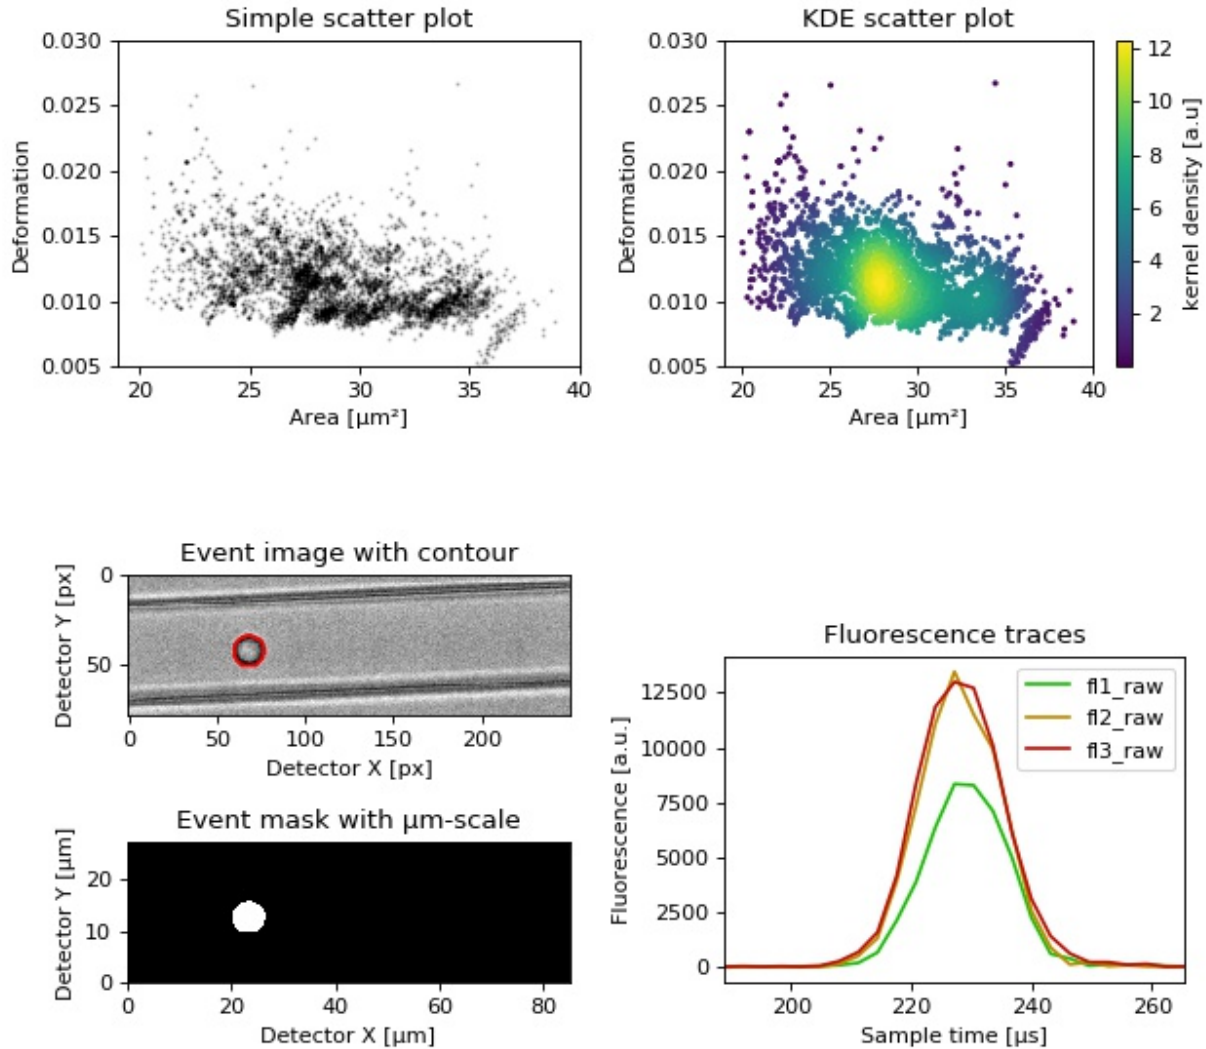 Simple scatter plot
0.030
0.025
0.020
0.015
0.010
0.005
Deformation
20 25 30 35 40
Area [µm²]
KDE scatter plot
0.030
0.025
0.020
0.015
0.010
0.005
Deformation
20 25 30 35 40
Area [µm²]
12
10
8
6
4
2
kernel density [a.u]
Event image with contour
0
50
Detector Y [px]
0 50 100 150 200
Detector X [px]
Event mask with µm-scale
20
10
0
Detector Y [µm]
0 20 40 60 80
Detector X [µm]
Fluorescence traces
12500
10000
7500
5000
2500
0
Fluorescence [a.u.]
fl1_raw
fl2_raw
fl3_raw
200 220 240 260
Sample time [µs]